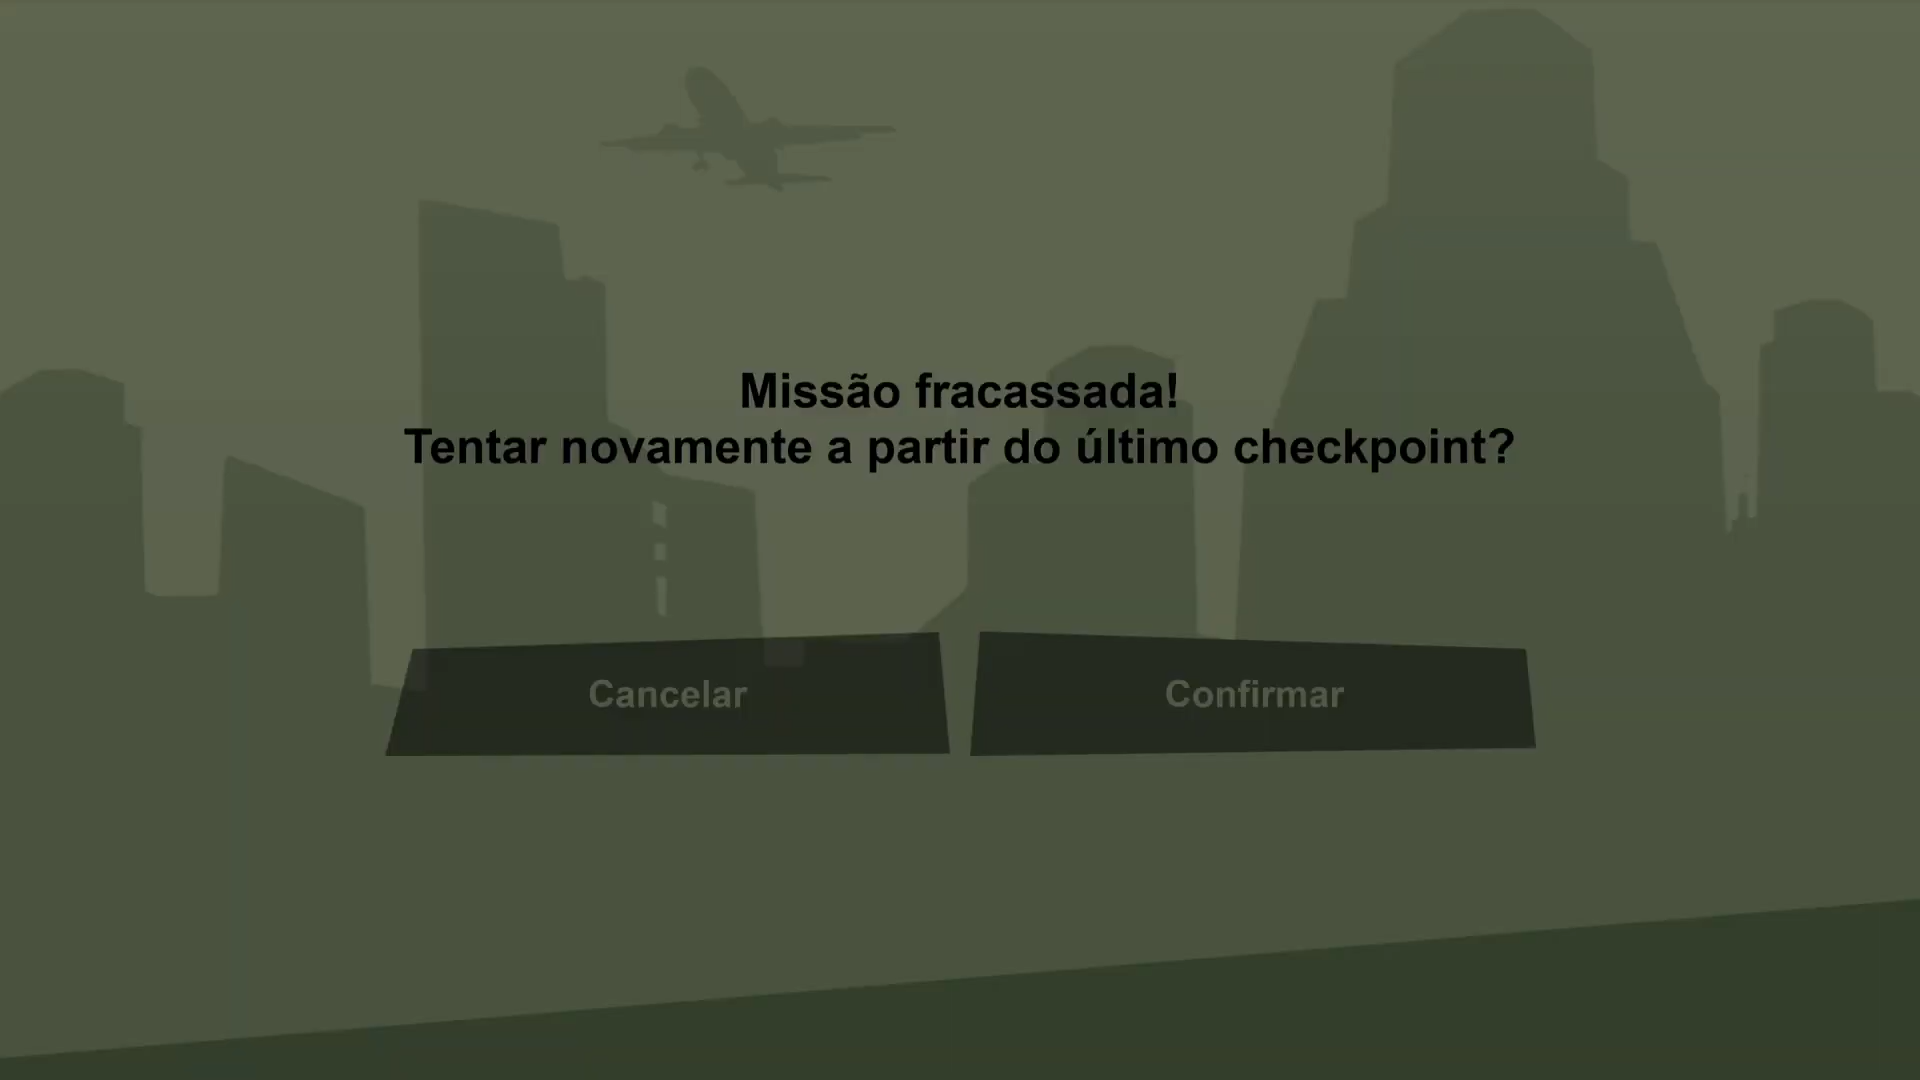 Missão fracassada!
Tentar novamente a partir do último checkpoint?
Cancelar
Confirmar